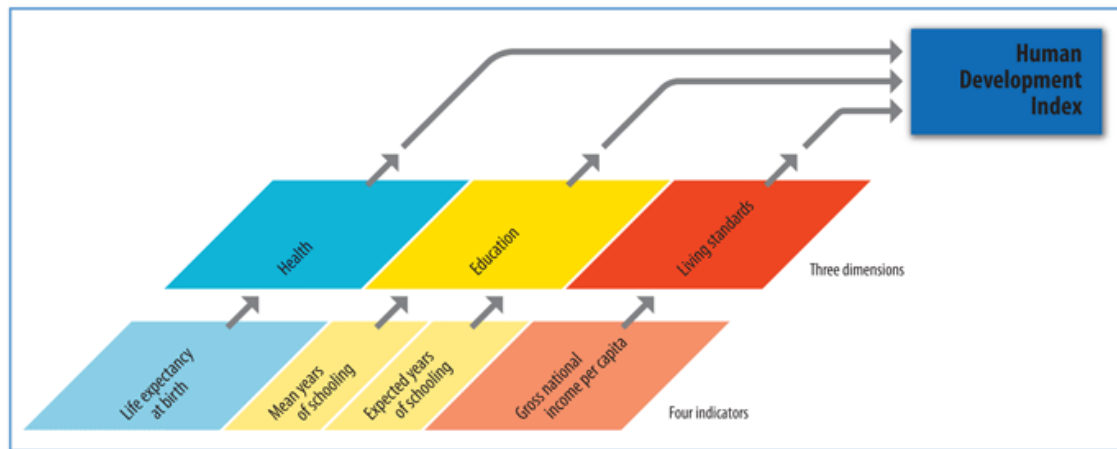 Human
Development
Index
Health
Education
Living standards
Three dimensions
Life expectancy
at birth
Mean years
of schooling
Expected years
of schooling
Gross national
income per capita
Four indicators